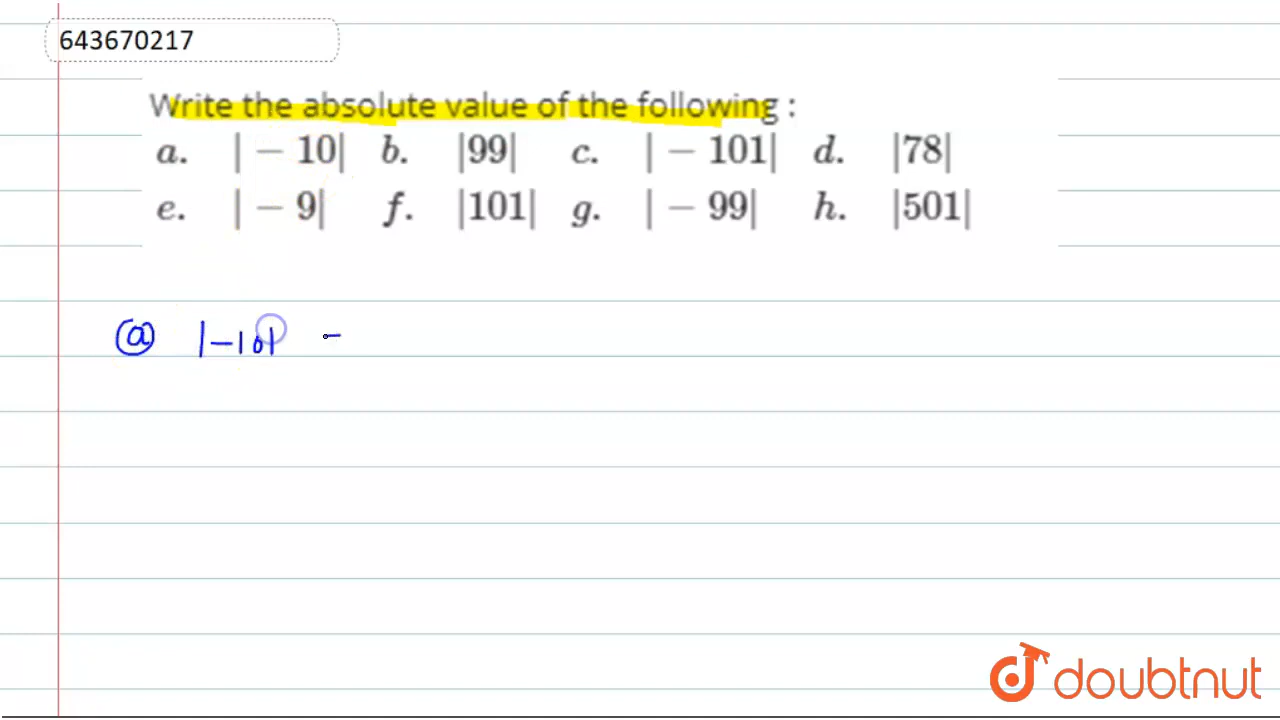 643670217
Write the absolute value of the following :
a. | − 10| b. |99| c. | − 101| d. |78|
e. | − 9| f. |101| g. | − 99| h. |501|
(a) |-10| -
doubtnut